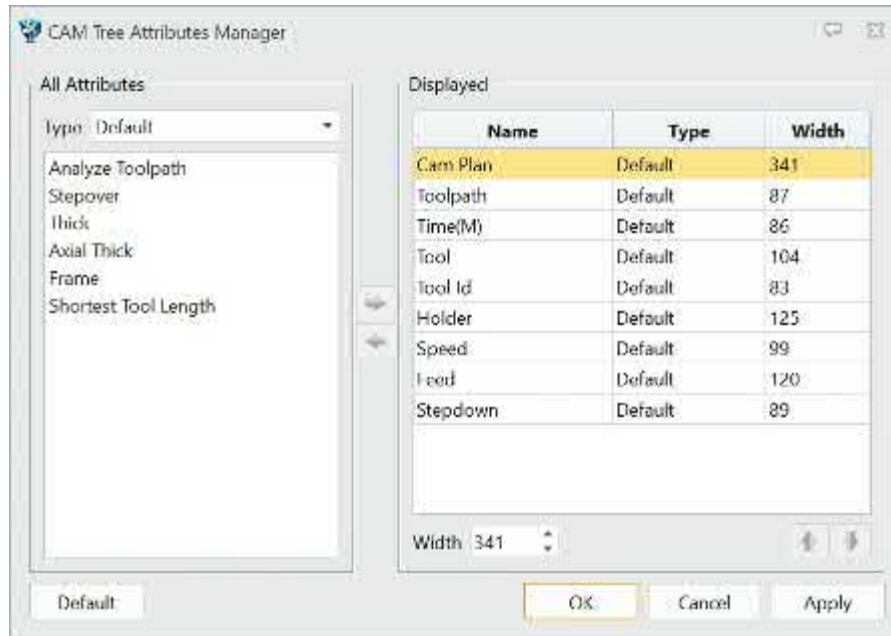 CAM Tree Attributes Manager
All Attributes
Type: Default
Analyze Toolpath
Stepover
Thick
Axial Thick
Frame
Shortest Tool Length
Displayed
Name Type Width
Cam Plan Default 341
Toolpath Default 87
Time(M) Default 86
Tool Default 104
Tool Id Default 83
Holder Default 125
Speed Default 99
Feed Default 120
Stepdown Default 89
Width 341
Default OK Cancel Apply